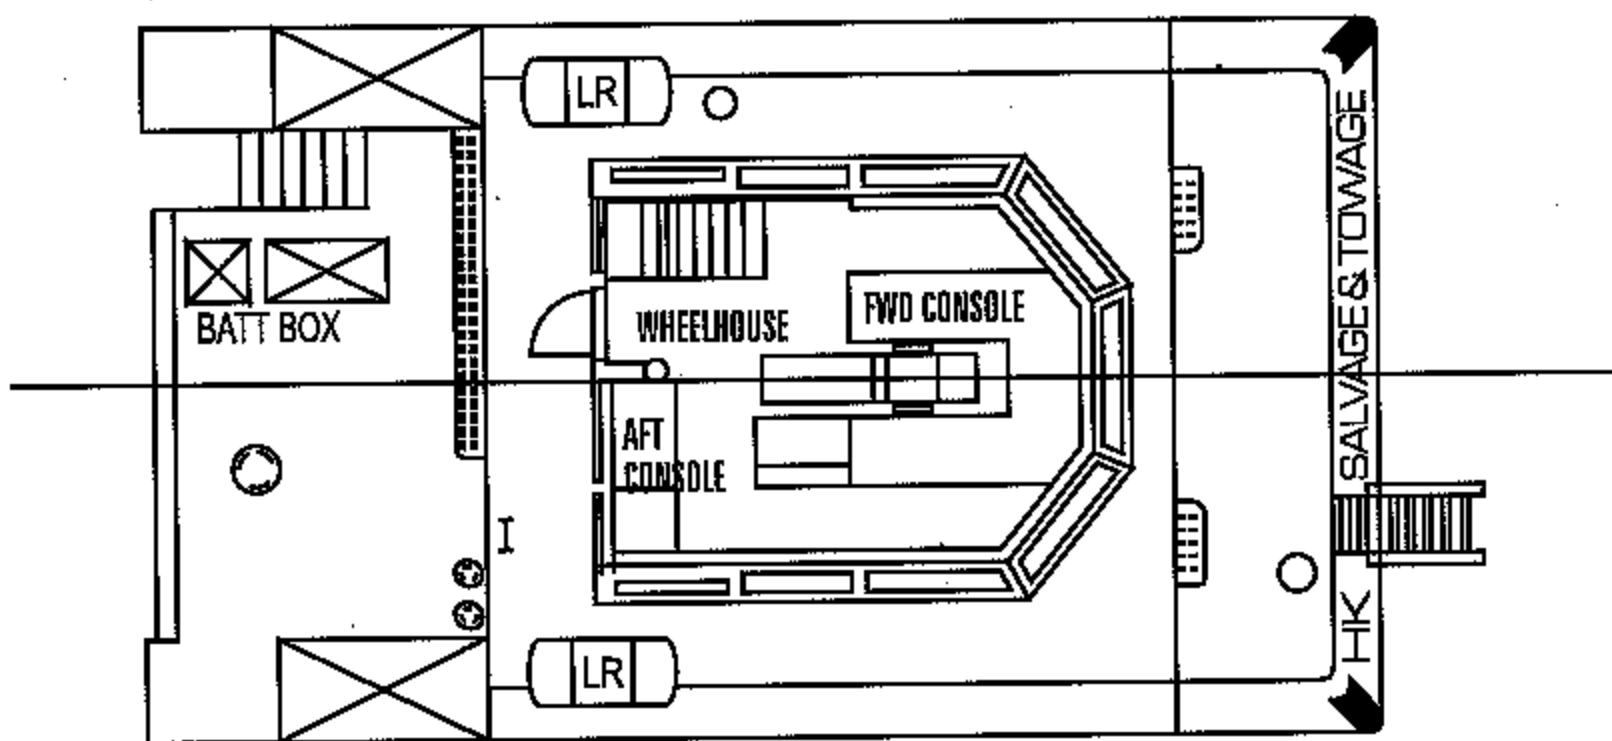 LR
SALVAGE & TOWAGE
FWD CONSOLE
WHEELHOUSE
BATT BOX
AFT
CONSOLE
I
HK
LR